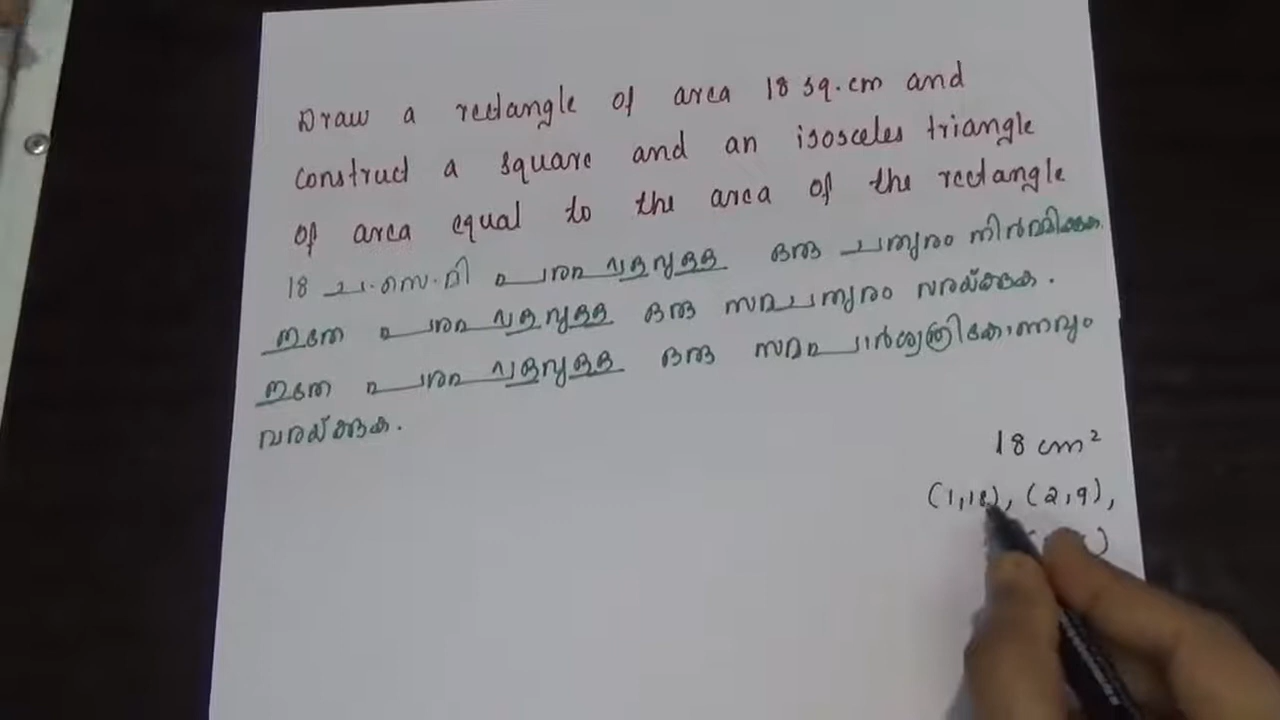 Draw a rectangle of area 18 sq.cm and
construct a square and an isosceles triangle
of area equal to the area of the rectangle
18 ച.സെ.മി പരപ്പളവുള്ള ഒരു ചതുരം നിർമ്മിക്കുക
ഇതേ പരപ്പളവുള്ള ഒരു സമചതുരം വരയ്ക്കുക.
ഇതേ പരപ്പളവുള്ള ഒരു സമപാർശ്വത്രികോണവും
വരയ്ക്കുക.
18 cm²
(1,18), (2,9),